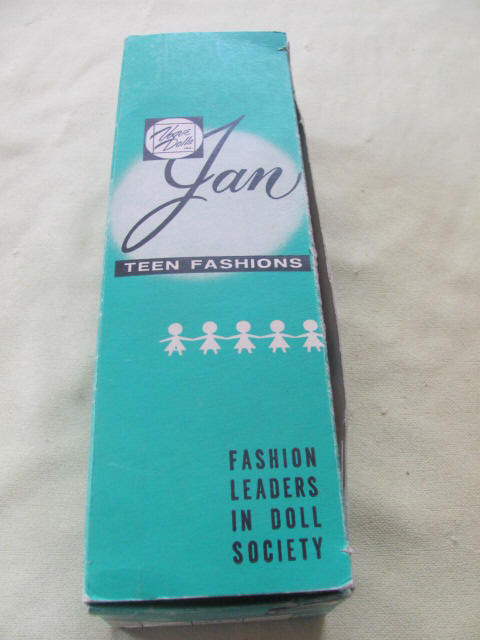 Vogue
Dolls
INC.
Jan
TEEN FASHIONS
FASHION
LEADERS
IN DOLL
SOCIETY